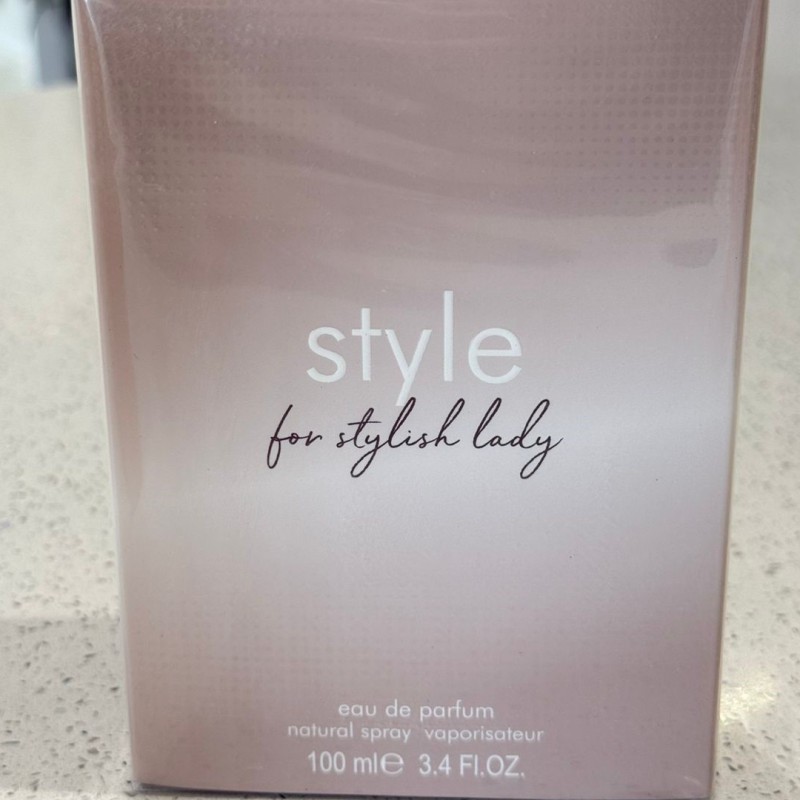 style
for stylish lady
eau de parfum
natural spray vaporisateur
100 ml℮ 3.4 Fl.OZ.